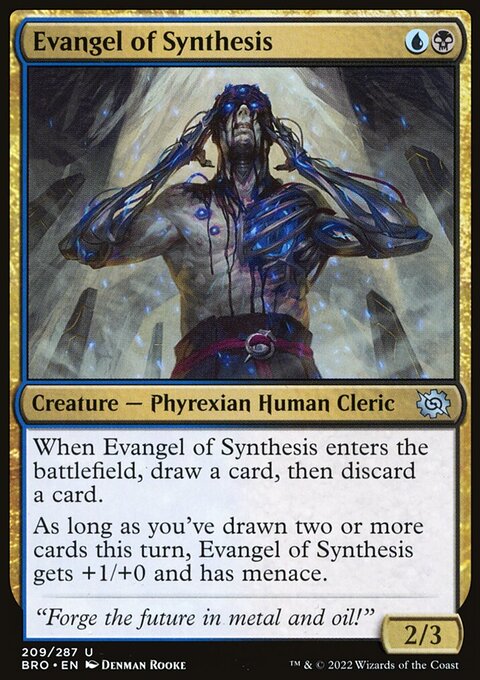 Evangel of Synthesis
Creature — Phyrexian Human Cleric
When Evangel of Synthesis enters the
battlefield, draw a card, then discard
a card.
As long as you've drawn two or more
cards this turn, Evangel of Synthesis
gets +1/+0 and has menace.
"Forge the future in metal and oil!"
2/3
209/287 U
BRO • EN Denman Rooke
™ & © 2022 Wizards of the Coast